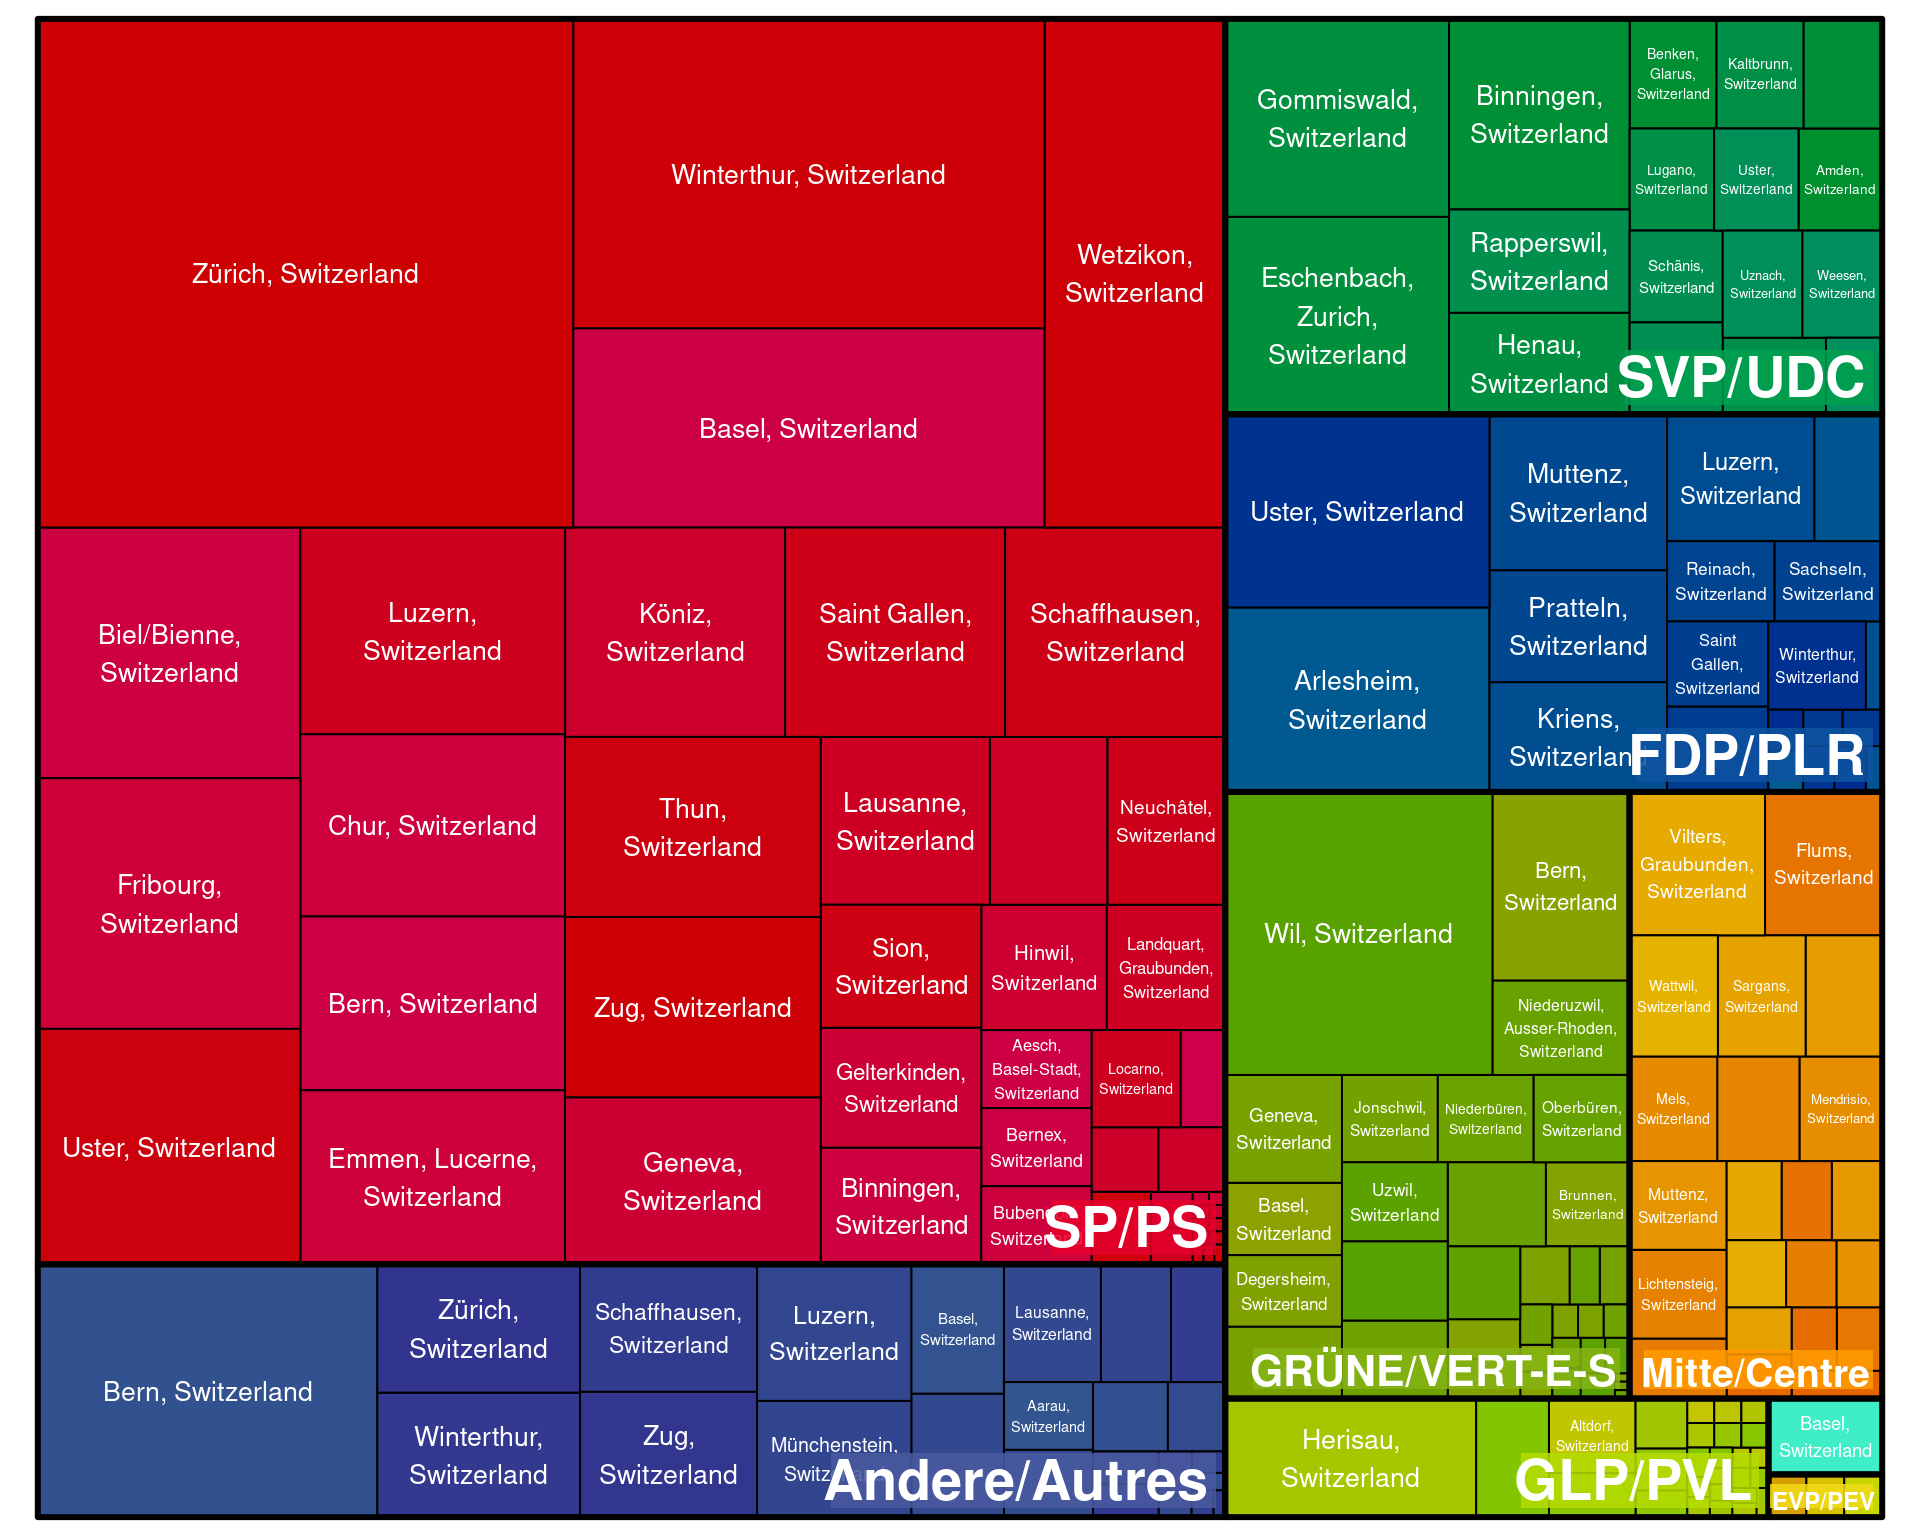 Zürich, Switzerland
Winterthur, Switzerland
Wetzikon,
Switzerland
Basel, Switzerland
Biel/Bienne,
Switzerland
Luzern,
Switzerland
Köniz,
Switzerland
Saint Gallen,
Switzerland
Schaffhausen,
Switzerland
Chur, Switzerland
Thun,
Switzerland
Lausanne,
Switzerland
Neuchâtel,
Switzerland
Fribourg,
Switzerland
Bern, Switzerland
Zug, Switzerland
Sion,
Switzerland
Hinwil,
Switzerland
Landquart,
Graubunden,
Switzerland
Gelterkinden,
Switzerland
Aesch,
Basel-Stadt,
Switzerland
Locarno,
Switzerland
Uster, Switzerland
Emmen, Lucerne,
Switzerland
Geneva,
Switzerland
Binningen,
Switzerland
Bernex,
Switzerland
SP/PS
Gommiswald,
Switzerland
Binningen,
Switzerland
Benken,
Glarus,
Switzerland
Kaltbrunn,
Switzerland
Lugano,
Switzerland
Uster,
Switzerland
Amden,
Switzerland
Eschenbach,
Zurich,
Switzerland
Rapperswil,
Switzerland
Schänis,
Switzerland
Uznach,
Switzerland
Weesen,
Switzerland
Henau,
Switzerland
SVP/UDC
Uster, Switzerland
Muttenz,
Switzerland
Luzern,
Switzerland
Reinach,
Switzerland
Sachseln,
Switzerland
Arlesheim,
Switzerland
Pratteln,
Switzerland
Saint
Gallen,
Switzerland
Winterthur,
Switzerland
Kriens,
Switzerland
FDP/PLR
Wil, Switzerland
Bern,
Switzerland
Niederuzwil,
Ausser-Rhoden,
Switzerland
Geneva,
Switzerland
Jonschwil,
Switzerland
Niederbüren,
Switzerland
Oberbüren,
Switzerland
Basel,
Switzerland
Uzwil,
Switzerland
Brunnen,
Switzerland
Degersheim,
Switzerland
GRÜNE/VERT-E-S
Vilters,
Graubunden,
Switzerland
Flums,
Switzerland
Wattwil,
Switzerland
Sargans,
Switzerland
Mels,
Switzerland
Mendrisio,
Switzerland
Muttenz,
Switzerland
Lichtensteig,
Switzerland
Mitte/Centre
Bern, Switzerland
Zürich,
Switzerland
Schaffhausen,
Switzerland
Luzern,
Switzerland
Basel,
Switzerland
Lausanne,
Switzerland
Aarau,
Switzerland
Winterthur,
Switzerland
Zug,
Switzerland
Münchenstein,
Andere/Autres
Herisau,
Switzerland
Altdorf,
Switzerland
GLP/PVL
Basel,
Switzerland
EVP/PEV